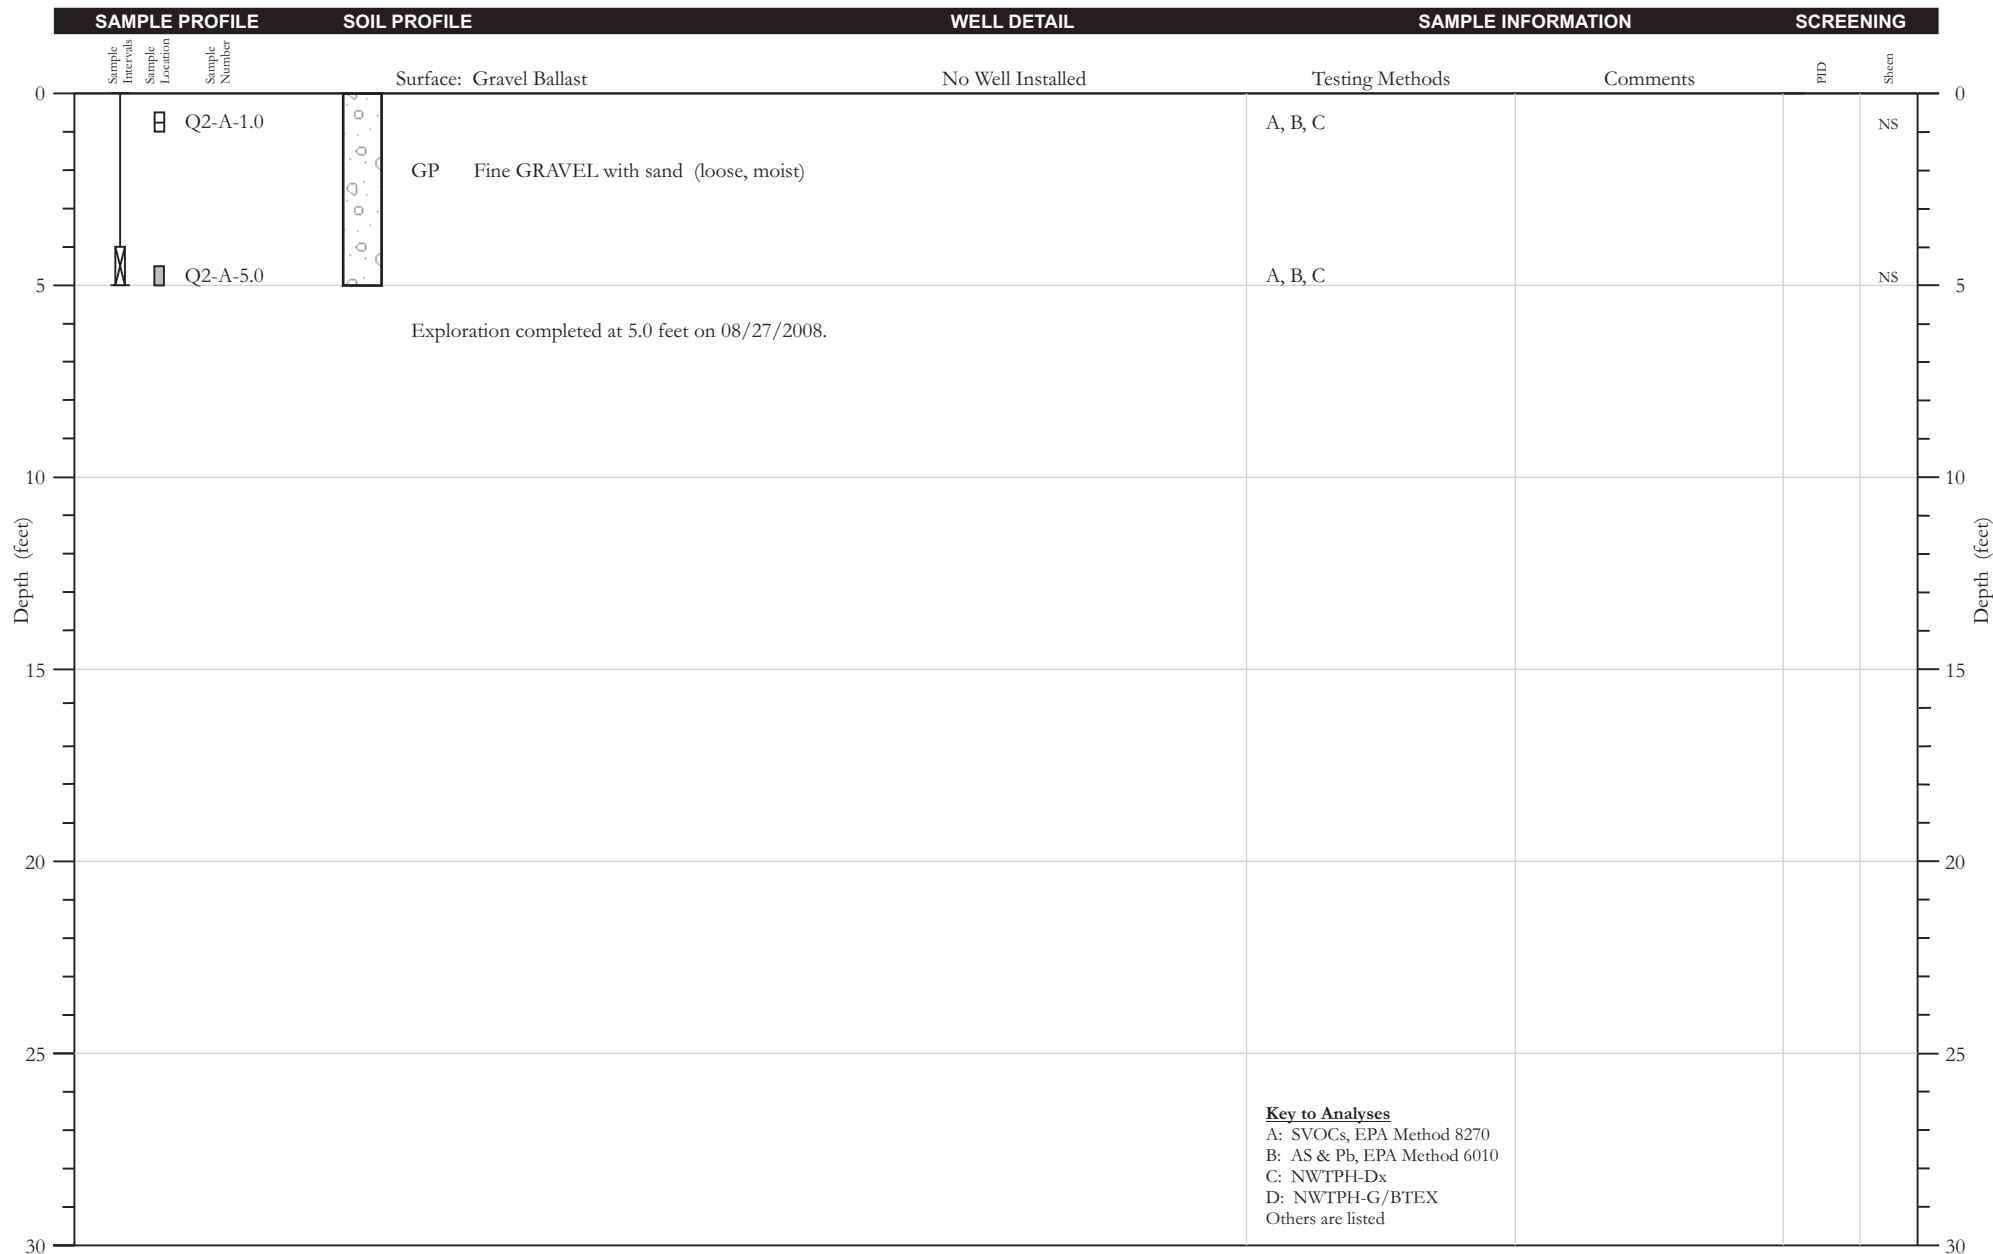 SAMPLE PROFILE SOIL PROFILE WELL DETAIL SAMPLE INFORMATION SCREENING
Sample Intervals Sample Location Sample Number
Surface: Gravel Ballast No Well Installed Testing Methods Comments PID Sheen
0 0
Q2-A-1.0 A, B, C NS
GP Fine GRAVEL with sand (loose, moist)
Q2-A-5.0 A, B, C NS
5 5
Exploration completed at 5.0 feet on 08/27/2008.
10 10
Depth (feet) Depth (feet)
15 15
20 20
25 25
Key to Analyses
A: SVOCs, EPA Method 8270
B: AS & Pb, EPA Method 6010
C: NWTPH-Dx
D: NWTPH-G/BTEX
Others are listed
30 30